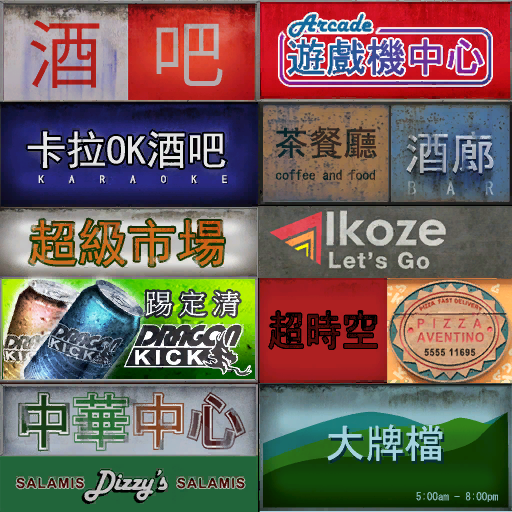 酒吧
Arcade
遊戲機中心
卡拉OK酒吧
KARAOKE
茶餐廳
coffee and food
酒廊
BAR
超級市場
Ikoze
Let's Go
踢定清
DRAGON
KICK
DRAGON
KICK
DRAGON
KICK
超時空
PIZZA FAST DELIVERY
PIZZA
AVENTINO
5555 11695
中華中心
SALAMIS Dizzy's SALAMIS
大牌檔
5:00am - 8:00pm